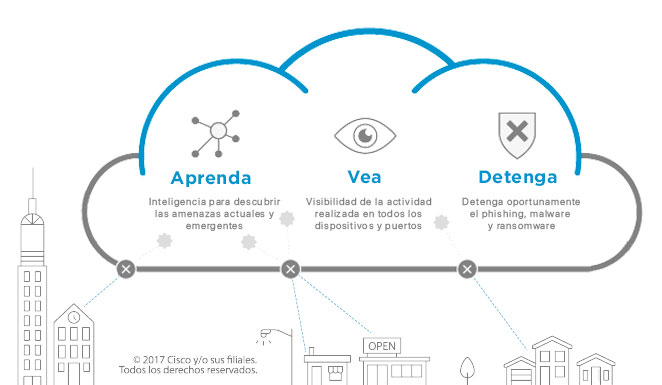 Aprenda
Inteligencia para descubrir
las amenazas actuales y
emergentes
Vea
Visibilidad de la actividad
realizada en todos los
dispositivos y puertos
Detenga
Detenga oportunamente
el phishing, malware
y ransomware
OPEN
© 2017 Cisco y/o sus filiales.
Todos los derechos reservados.